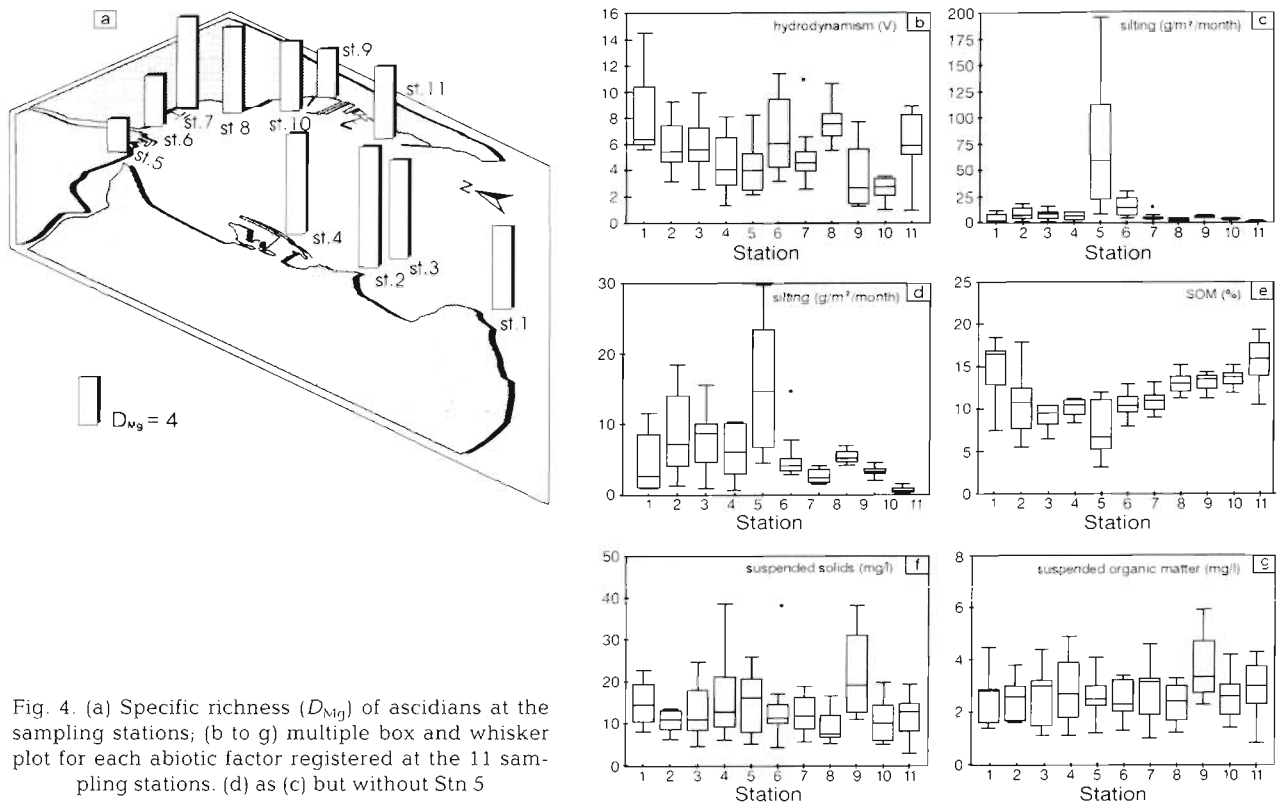 a
st.9
st.11
st.7
st.8
st.10
st.6
st.5
z
st.4
st.2
st.3
st.1
D_Mg = 4
Fig. 4. (a) Specific richness (D_Mg) of ascidians at the
sampling stations; (b to g) multiple box and whisker
plot for each abiotic factor registered at the 11 sam-
pling stations. (d) as (c) but without Stn 5
hydrodynamism (V) b
16
14
12
10
8
6
4
2
0
1 2 3 4 5 6 7 8 9 10 11
Station
silting (g/m²/month) c
200
175
150
125
100
75
50
25
0
1 2 3 4 5 6 7 8 9 10 11
Station
silting (g/m²/month) d
30
20
10
0
1 2 3 4 5 6 7 8 9 10 11
Station
SOM (%) e
25
20
15
10
5
0
1 2 3 4 5 6 7 8 9 10 11
Station
suspended solids (mg/l) f
50
40
30
20
10
0
1 2 3 4 5 6 7 8 9 10 11
Station
suspended organic matter (mg/l) g
8
6
4
2
0
1 2 3 4 5 6 7 8 9 10 11
Station